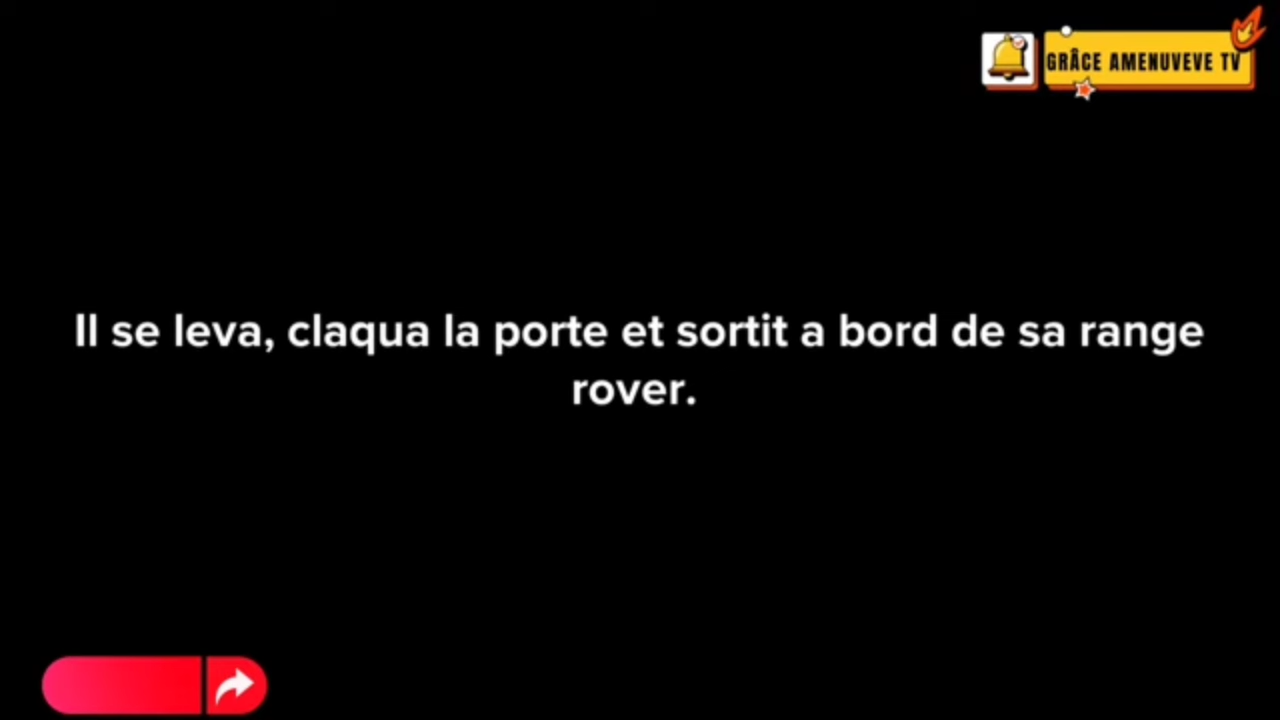 GRÂCE AMENUVEVE TV
Il se leva, claqua la porte et sortit a bord de sa range
rover.